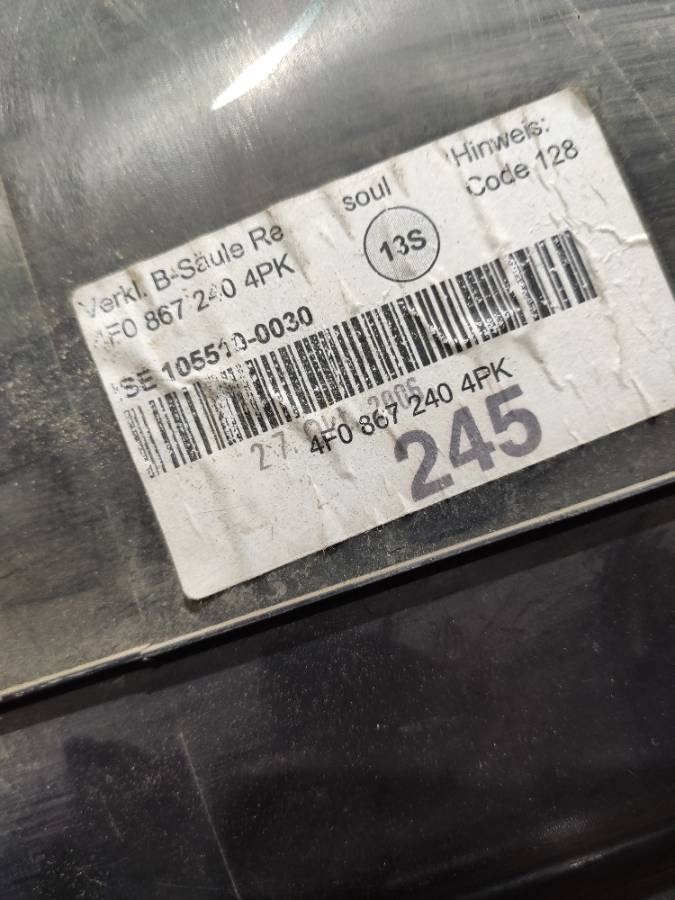 Verkl. B-Säule Re
4F0 867 240 4PK
soul
13S
Hinweis:
Code 128
SE 105510-0030
4F0 867 240 4PK
245